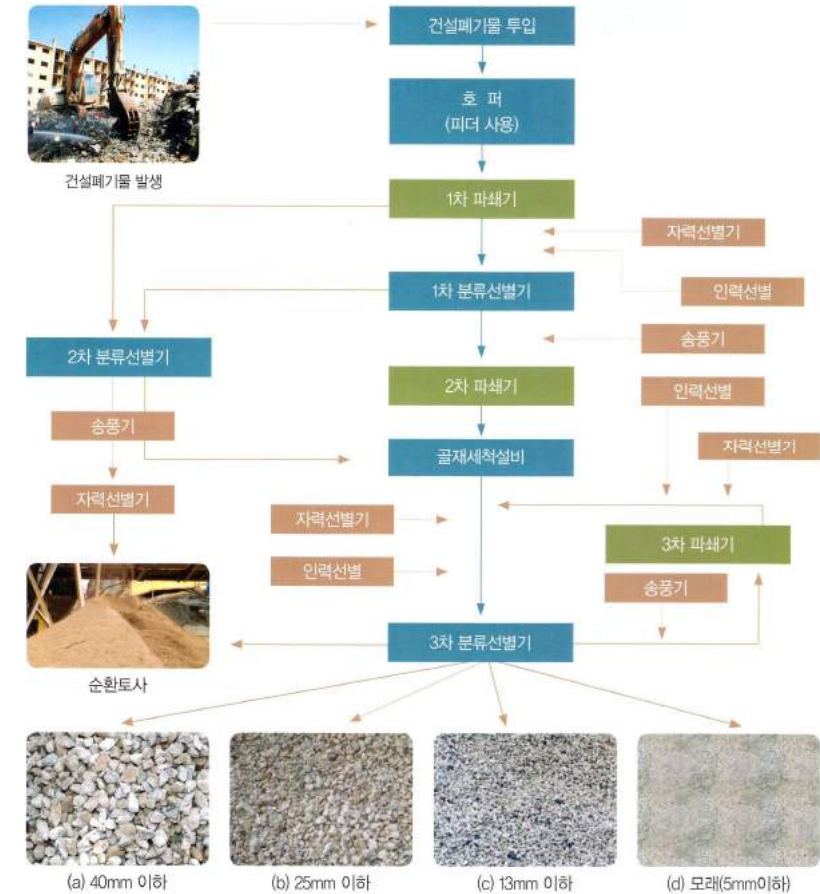 건설폐기물 투입
호 퍼
(피더 사용)
건설폐기물 발생
1차 파쇄기
자력선별기
1차 분류선별기
인력선별
송풍기
2차 분류선별기
2차 파쇄기
인력선별
송풍기
골재세척설비
자력선별기
자력선별기
자력선별기
3차 파쇄기
인력선별
송풍기
3차 분류선별기
순환토사
(a) 40mm 이하
(b) 25mm 이하
(c) 13mm 이하
(d) 모래(5mm이하)